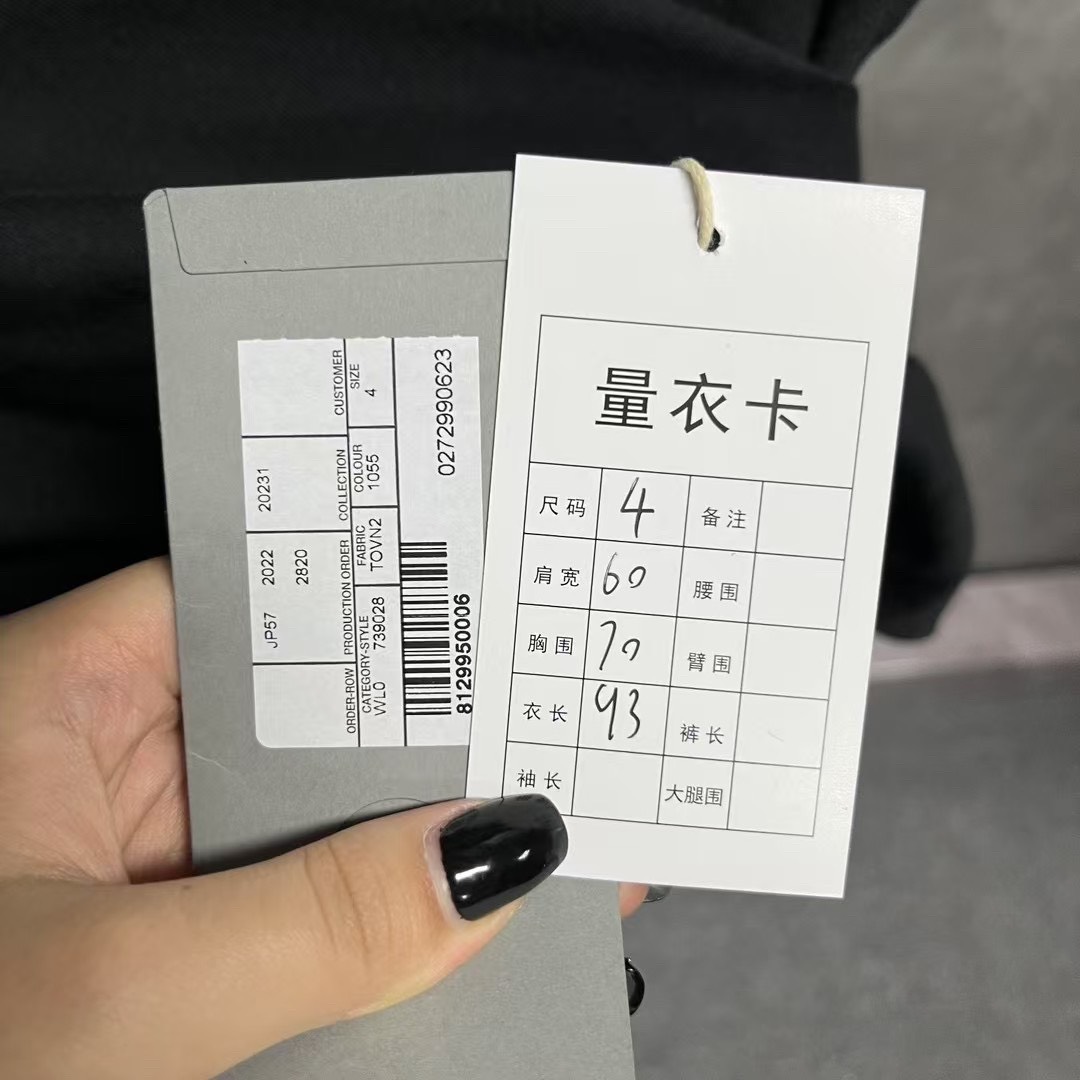 CUSTOMER
SIZE
4
20231
COLLECTION
COLOUR
1055
JP57 2022
2820
PRODUCTION ORDER
FABRIC
TOVN2
ORDER-ROW
CATEGORY-STYLE
WL0 739028
0272990623
8129950006
量衣卡
尺码 4 备注
肩宽 60 腰围
胸围 70 臂围
衣长 93 裤长
袖长 大腿围